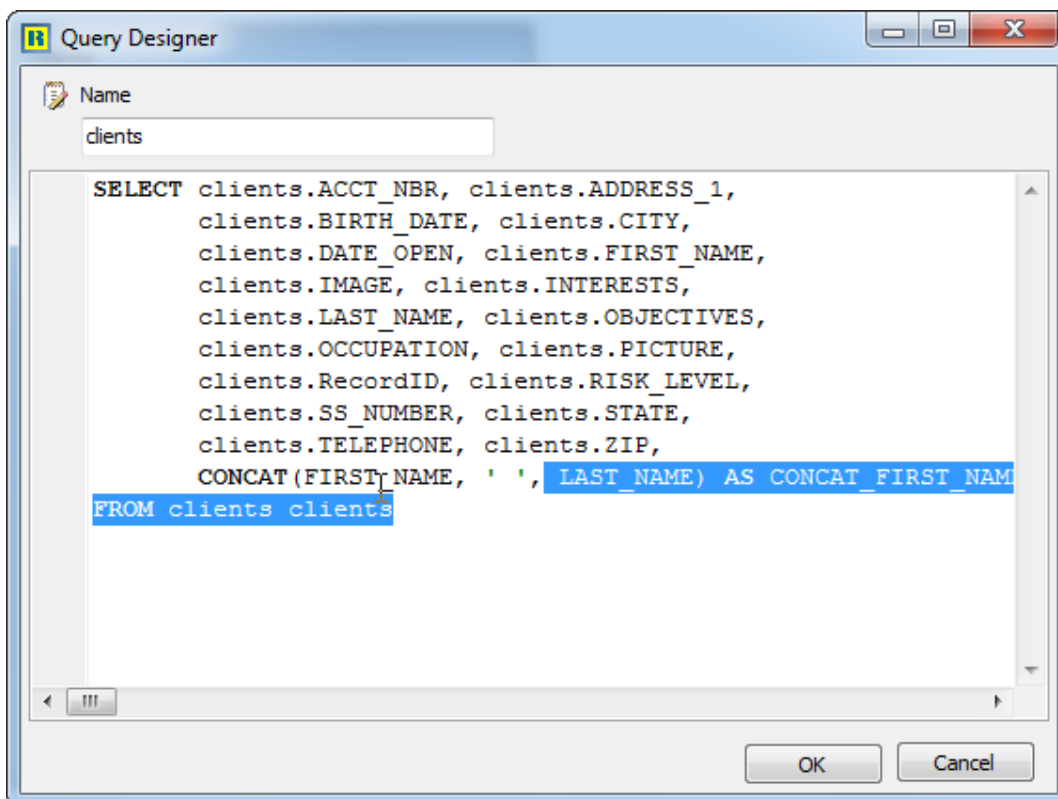 Query Designer
Name
clients
SELECT clients.ACCT_NBR, clients.ADDRESS_1,
clients.BIRTH_DATE, clients.CITY,
clients.DATE_OPEN, clients.FIRST_NAME,
clients.IMAGE, clients.INTERESTS,
clients.LAST_NAME, clients.OBJECTIVES,
clients.OCCUPATION, clients.PICTURE,
clients.RecordID, clients.RISK_LEVEL,
clients.SS_NUMBER, clients.STATE,
clients.TELEPHONE, clients.ZIP,
CONCAT(FIRST_NAME, ' ', LAST_NAME) AS CONCAT_FIRST_NAM
FROM clients clients
OK Cancel